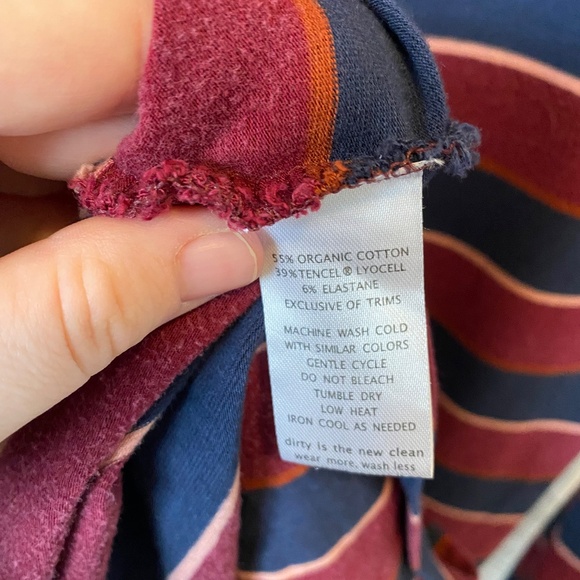 55% ORGANIC COTTON
39% TENCEL® LYOCELL
6% ELASTANE
EXCLUSIVE OF TRIMS
MACHINE WASH COLD
WITH SIMILAR COLORS
GENTLE CYCLE
DO NOT BLEACH
TUMBLE DRY
LOW HEAT
IRON COOL AS NEEDED
dirty is the new clean
wear more, wash less